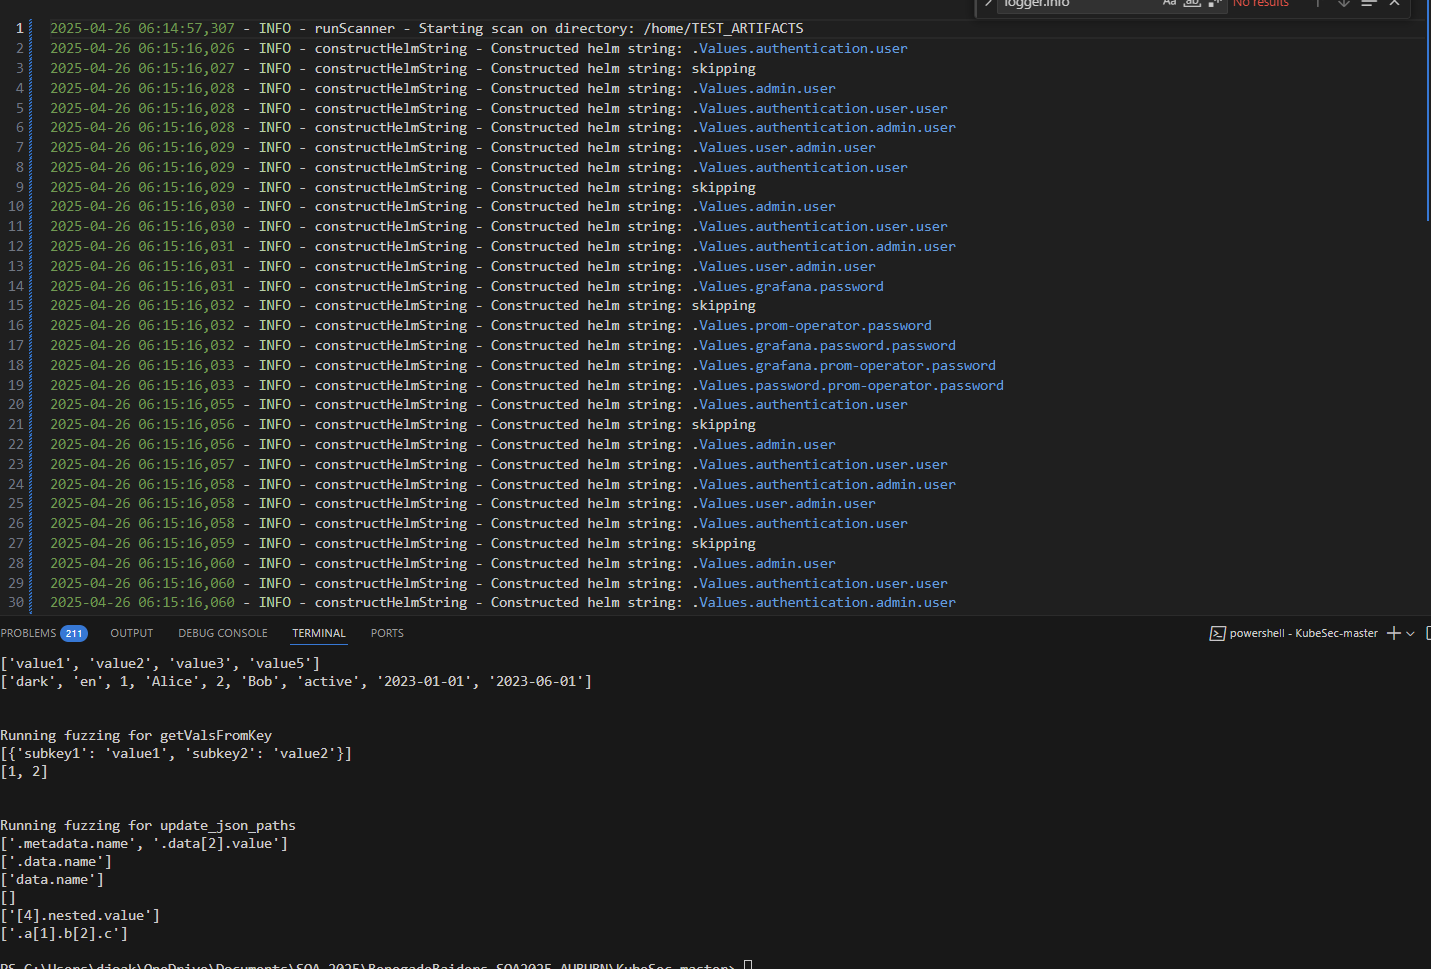 logger.info Aa ab No results
1 2025-04-26 06:14:57,307 - INFO - runScanner - Starting scan on directory: /home/TEST_ARTIFACTS
2 2025-04-26 06:15:16,026 - INFO - constructHelmString - Constructed helm string: .Values.authentication.user
3 2025-04-26 06:15:16,027 - INFO - constructHelmString - Constructed helm string: skipping
4 2025-04-26 06:15:16,028 - INFO - constructHelmString - Constructed helm string: .Values.admin.user
5 2025-04-26 06:15:16,028 - INFO - constructHelmString - Constructed helm string: .Values.authentication.user.user
6 2025-04-26 06:15:16,028 - INFO - constructHelmString - Constructed helm string: .Values.authentication.admin.user
7 2025-04-26 06:15:16,029 - INFO - constructHelmString - Constructed helm string: .Values.user.admin.user
8 2025-04-26 06:15:16,029 - INFO - constructHelmString - Constructed helm string: .Values.authentication.user
9 2025-04-26 06:15:16,029 - INFO - constructHelmString - Constructed helm string: skipping
10 2025-04-26 06:15:16,030 - INFO - constructHelmString - Constructed helm string: .Values.admin.user
11 2025-04-26 06:15:16,030 - INFO - constructHelmString - Constructed helm string: .Values.authentication.user.user
12 2025-04-26 06:15:16,031 - INFO - constructHelmString - Constructed helm string: .Values.authentication.admin.user
13 2025-04-26 06:15:16,031 - INFO - constructHelmString - Constructed helm string: .Values.user.admin.user
14 2025-04-26 06:15:16,031 - INFO - constructHelmString - Constructed helm string: .Values.grafana.password
15 2025-04-26 06:15:16,032 - INFO - constructHelmString - Constructed helm string: skipping
16 2025-04-26 06:15:16,032 - INFO - constructHelmString - Constructed helm string: .Values.prom-operator.password
17 2025-04-26 06:15:16,032 - INFO - constructHelmString - Constructed helm string: .Values.grafana.password.password
18 2025-04-26 06:15:16,033 - INFO - constructHelmString - Constructed helm string: .Values.grafana.prom-operator.password
19 2025-04-26 06:15:16,033 - INFO - constructHelmString - Constructed helm string: .Values.password.prom-operator.password
20 2025-04-26 06:15:16,055 - INFO - constructHelmString - Constructed helm string: .Values.authentication.user
21 2025-04-26 06:15:16,056 - INFO - constructHelmString - Constructed helm string: skipping
22 2025-04-26 06:15:16,056 - INFO - constructHelmString - Constructed helm string: .Values.admin.user
23 2025-04-26 06:15:16,057 - INFO - constructHelmString - Constructed helm string: .Values.authentication.user.user
24 2025-04-26 06:15:16,058 - INFO - constructHelmString - Constructed helm string: .Values.authentication.admin.user
25 2025-04-26 06:15:16,058 - INFO - constructHelmString - Constructed helm string: .Values.user.admin.user
26 2025-04-26 06:15:16,058 - INFO - constructHelmString - Constructed helm string: .Values.authentication.user
27 2025-04-26 06:15:16,059 - INFO - constructHelmString - Constructed helm string: skipping
28 2025-04-26 06:15:16,060 - INFO - constructHelmString - Constructed helm string: .Values.admin.user
29 2025-04-26 06:15:16,060 - INFO - constructHelmString - Constructed helm string: .Values.authentication.user.user
30 2025-04-26 06:15:16,060 - INFO - constructHelmString - Constructed helm string: .Values.authentication.admin.user
PROBLEMS 211 OUTPUT DEBUG CONSOLE TERMINAL PORTS powershell - KubeSec-master
['value1', 'value2', 'value3', 'value5']
['dark', 'en', 1, 'Alice', 2, 'Bob', 'active', '2023-01-01', '2023-06-01']
Running fuzzing for getValsFromKey
[{'subkey1': 'value1', 'subkey2': 'value2'}]
[1, 2]
Running fuzzing for update_json_paths
['.metadata.name', '.data[2].value']
['.data.name']
['data.name']
[]
['[4].nested.value']
['.a[1].b[2].c']
PS C:\Users\dipak\OneDrive\Documents\SQA 2025\RenegadeRaiders-SQA2025-AUBURN\KubeSec-master>